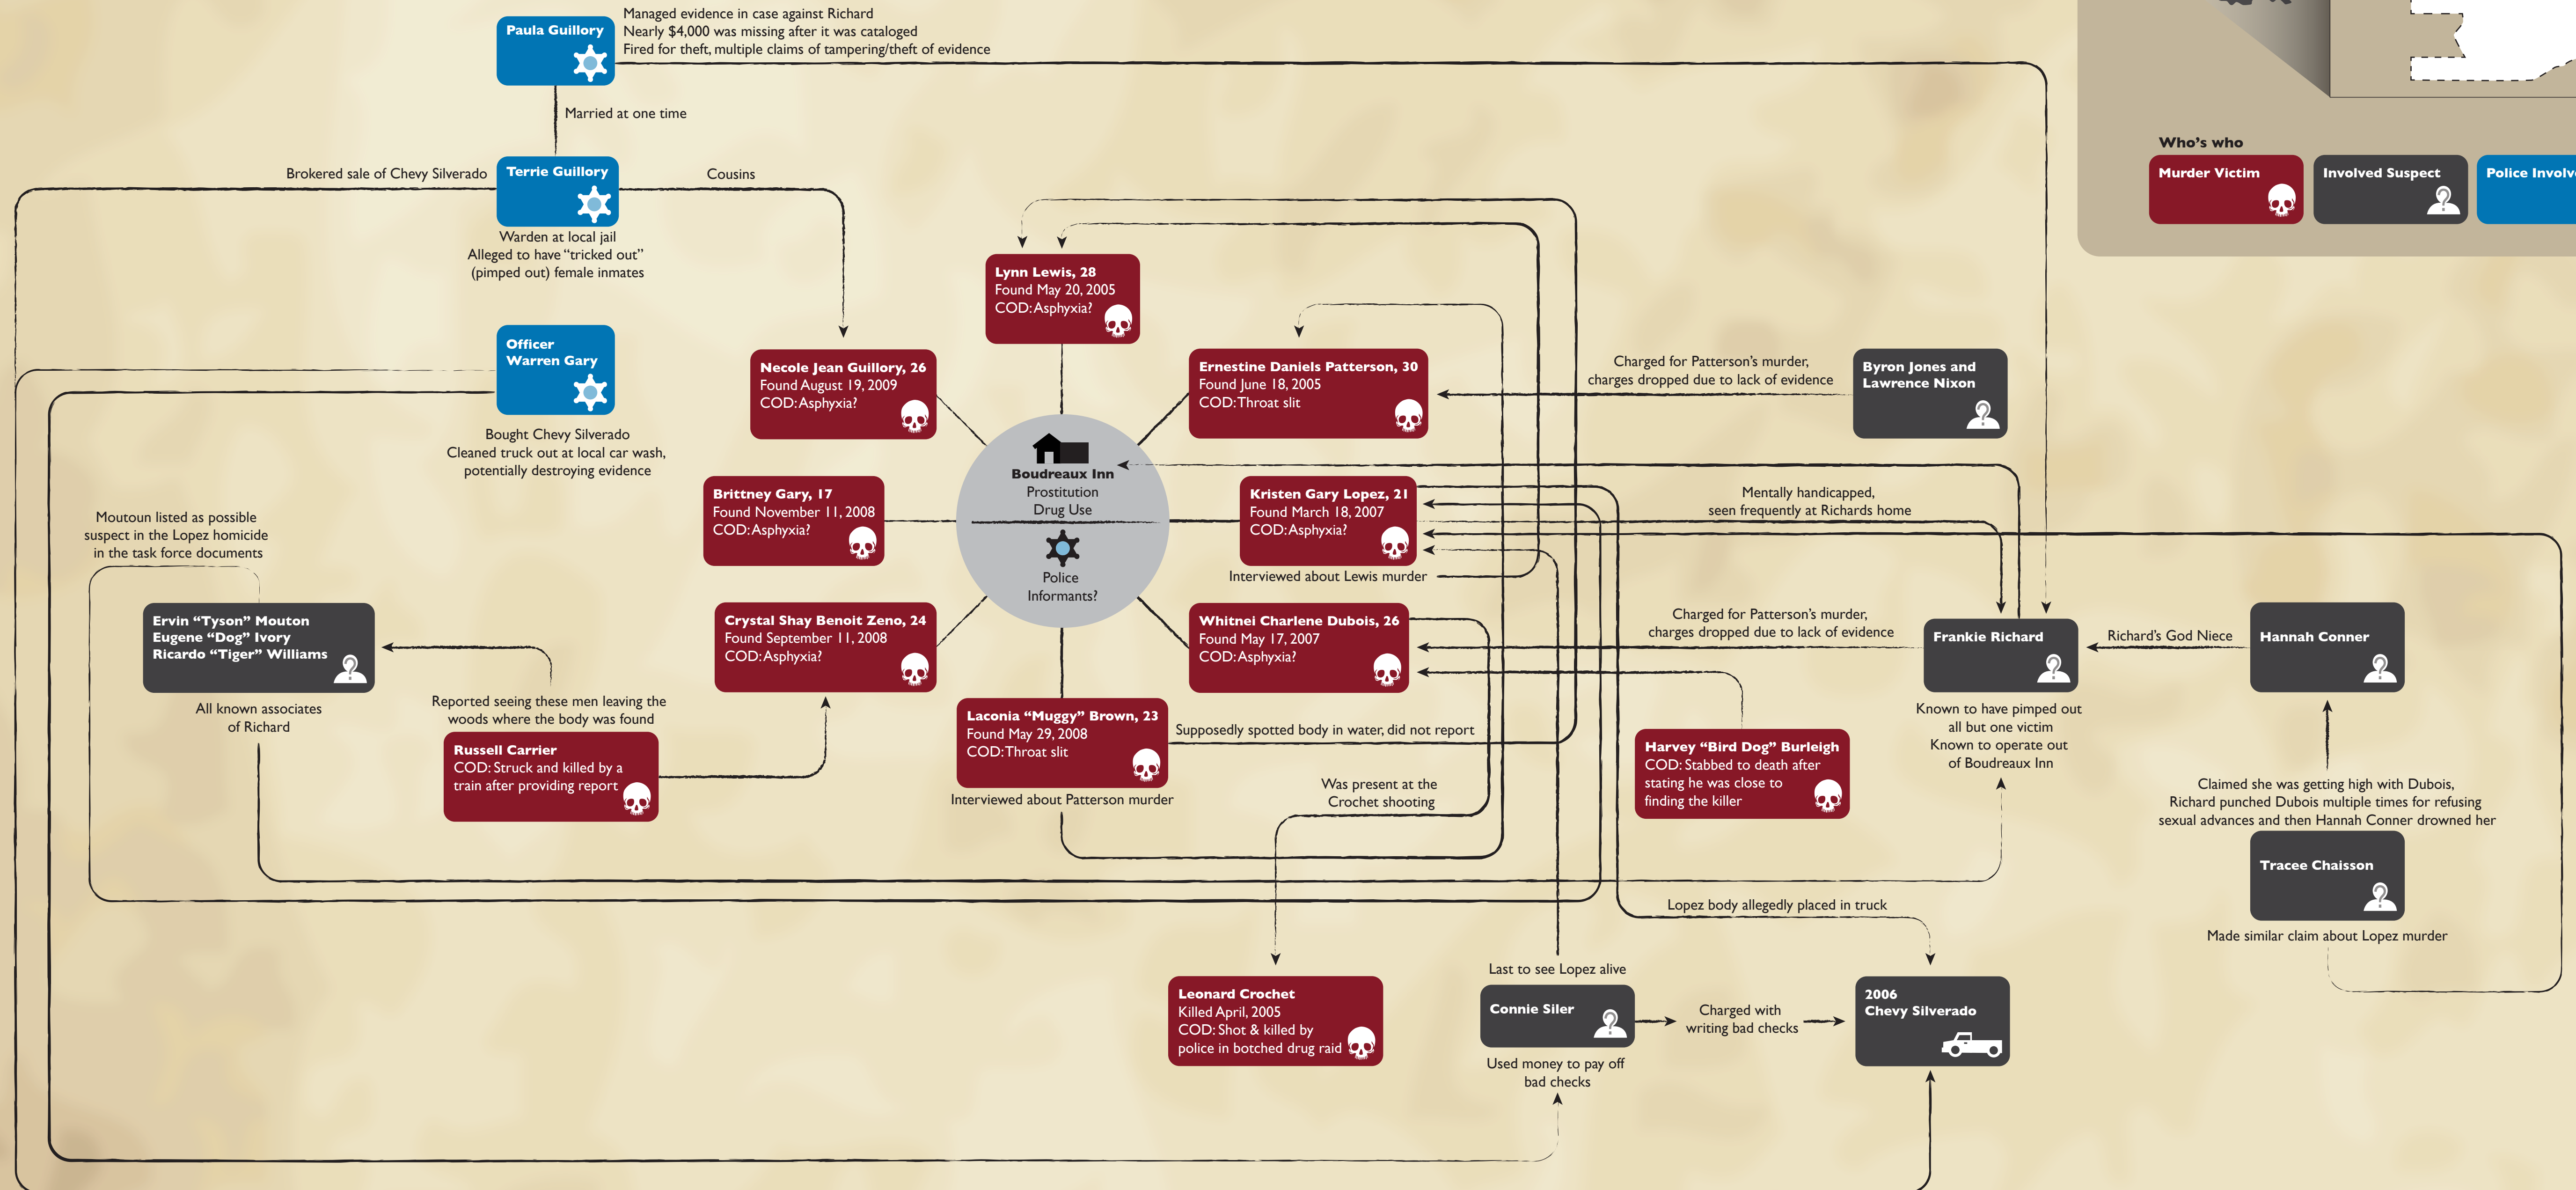 Paula Guillory
Managed evidence in case against Richard
Nearly $4,000 was missing after it was cataloged
Fired for theft, multiple claims of tampering/theft of evidence
Married at one time
Brokered sale of Chevy Silverado
Terrie Guillory
Cousins
Warden at local jail
Alleged to have “tricked out”
(pimped out) female inmates
Who’s who
Murder Victim
Involved Suspect
Police Involv
Officer
Warren Gary
Bought Chevy Silverado
Cleaned truck out at local car wash,
potentially destroying evidence
Lynn Lewis, 28
Found May 20, 2005
COD: Asphyxia?
Necole Jean Guillory, 26
Found August 19, 2009
COD: Asphyxia?
Ernestine Daniels Patterson, 30
Found June 18, 2005
COD: Throat slit
Charged for Patterson’s murder,
charges dropped due to lack of evidence
Byron Jones and
Lawrence Nixon
Boudreaux Inn
Prostitution
Drug Use
Police
Informants?
Brittney Gary, 17
Found November 11, 2008
COD: Asphyxia?
Kristen Gary Lopez, 21
Found March 18, 2007
COD: Asphyxia?
Interviewed about Lewis murder
Mentally handicapped,
seen frequently at Richards home
Moutoun listed as possible
suspect in the Lopez homicide
in the task force documents
Ervin “Tyson” Mouton
Eugene “Dog” Ivory
Ricardo “Tiger” Williams
All known associates
of Richard
Reported seeing these men leaving the
woods where the body was found
Russell Carrier
COD: Struck and killed by a
train after providing report
Crystal Shay Benoit Zeno, 24
Found September 11, 2008
COD: Asphyxia?
Whitnei Charlene Dubois, 26
Found May 17, 2007
COD: Asphyxia?
Charged for Patterson’s murder,
charges dropped due to lack of evidence
Frankie Richard
Richard’s God Niece
Hannah Conner
Known to have pimped out
all but one victim
Known to operate out
of Boudreaux Inn
Laconia “Muggy” Brown, 23
Found May 29, 2008
COD: Throat slit
Supposedly spotted body in water, did not report
Interviewed about Patterson murder
Was present at the
Crochet shooting
Harvey “Bird Dog” Burleigh
COD: Stabbed to death after
stating he was close to
finding the killer
Claimed she was getting high with Dubois,
Richard punched Dubois multiple times for refusing
sexual advances and then Hannah Conner drowned her
Tracee Chaisson
Made similar claim about Lopez murder
Lopez body allegedly placed in truck
Leonard Crochet
Killed April, 2005
COD: Shot & killed by
police in botched drug raid
Last to see Lopez alive
Connie Siler
Used money to pay off
bad checks
Charged with
writing bad checks
2006
Chevy Silverado